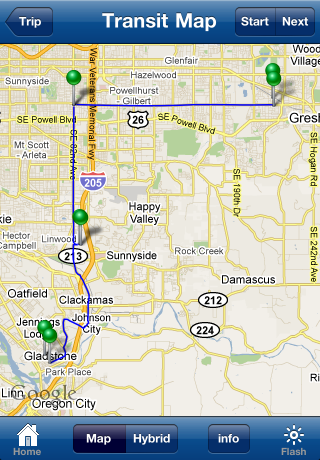 Trip
Transit Map
Start
Next
Glenfair
Wood
Village
Sunnyside
Hazelwood
Powellhurst
Gilbert
War Veterans Memorial Fwy
SE Powell Blvd
26
SE Powell Blvd
Gresh
Mt Scott
- Arleta
SE 82nd Ave
205
SE 190th Dr
SE Hogan Rd
SE 242nd Ave
Happy
Valley
kie
Hector
Campbell
Linwood
213
Sunnyside
Rock Creek
Damascus
Oatfield
Clackamas
212
Johnson
City
224
Jennings
Lodge
Gladstone
Park Place
Linn
Google
Oregon City
Home
Map
Hybrid
info
Flash